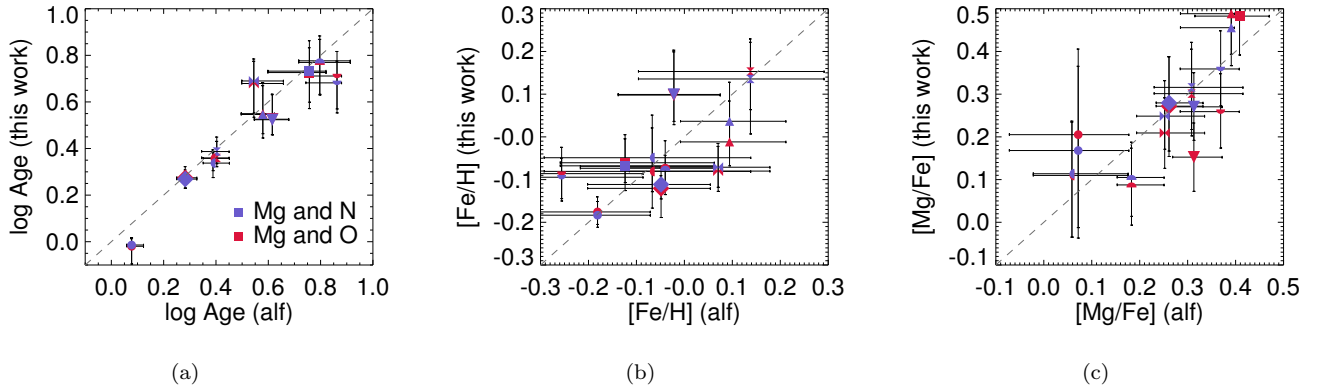 1.0
0.8
0.6
0.4
0.2
0.0
log Age (this work)
Mg and N
Mg and O
0.0 0.2 0.4 0.6 0.8 1.0
log Age (alf)
(a)
0.3
0.2
0.1
-0.0
-0.1
-0.2
-0.3
[Fe/H] (this work)
-0.3 -0.2 -0.1 -0.0 0.1 0.2 0.3
[Fe/H] (alf)
(b)
0.5
0.4
0.3
0.2
0.1
0.0
-0.1
[Mg/Fe] (this work)
-0.1 0.0 0.1 0.2 0.3 0.4 0.5
[Mg/Fe] (alf)
(c)